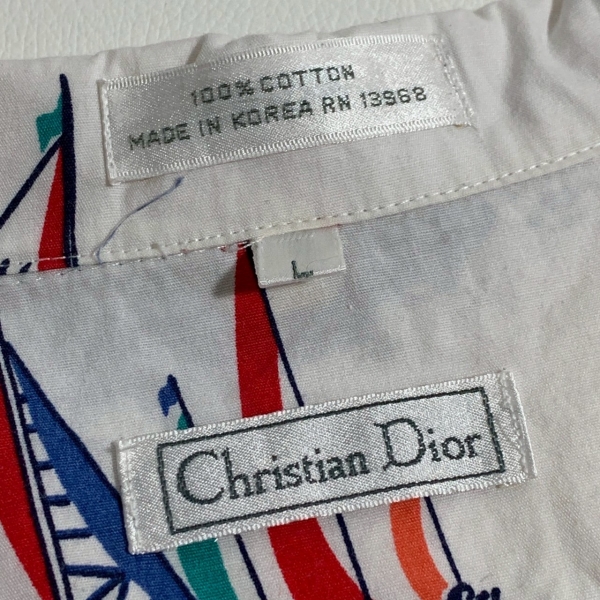 100% COTTON
MADE IN KOREA RN 13968
L
Christian Dior